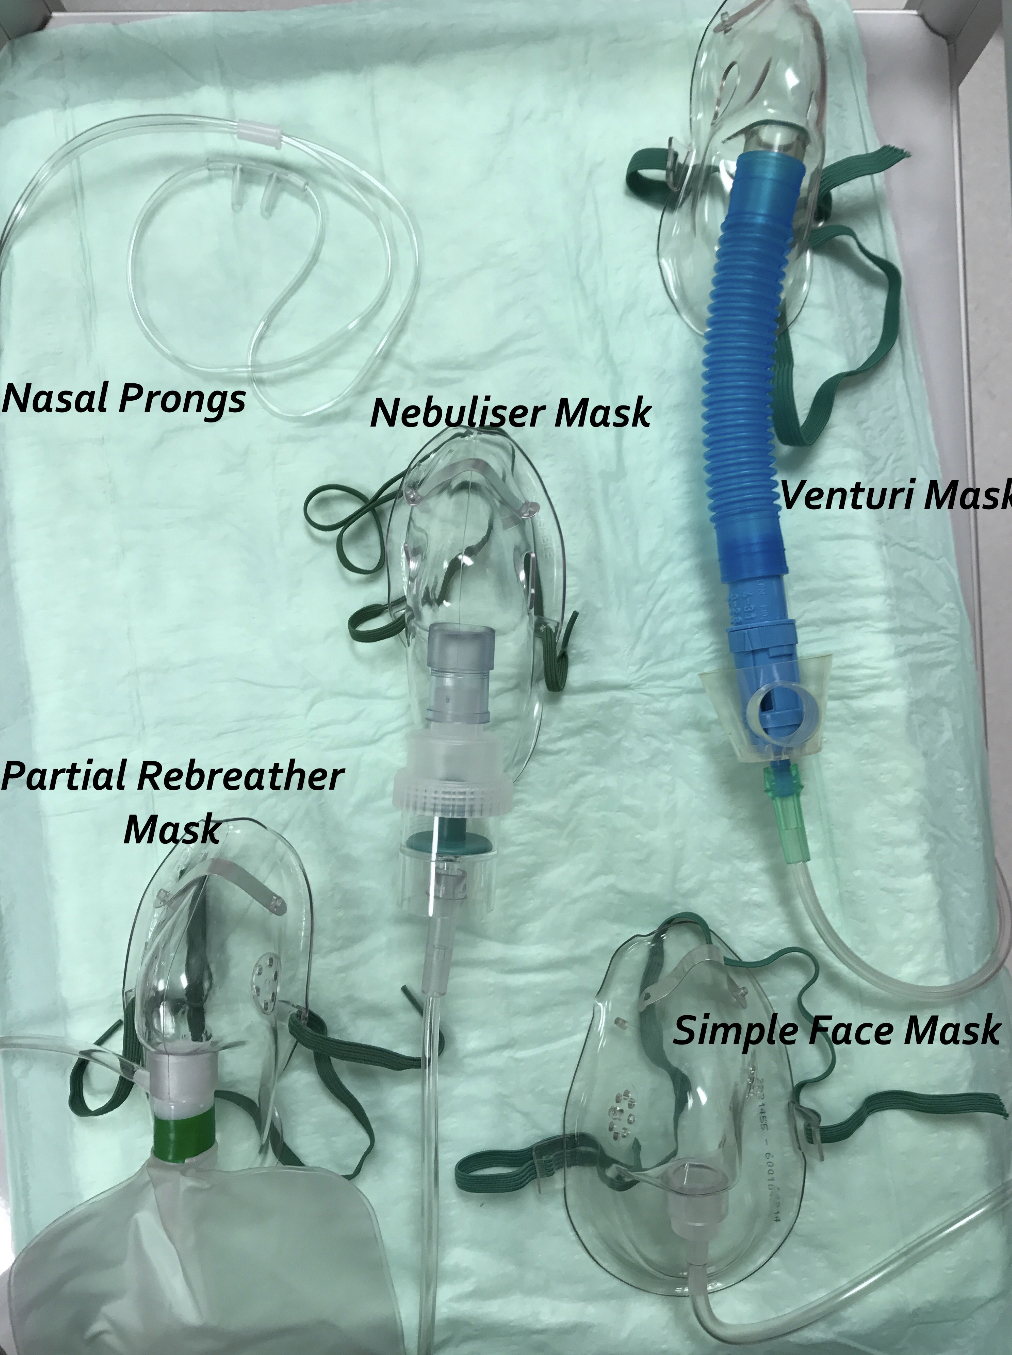 Nasal Prongs
Nebuliser Mask
Venturi Mask
Partial Rebreather
Mask
Simple Face Mask